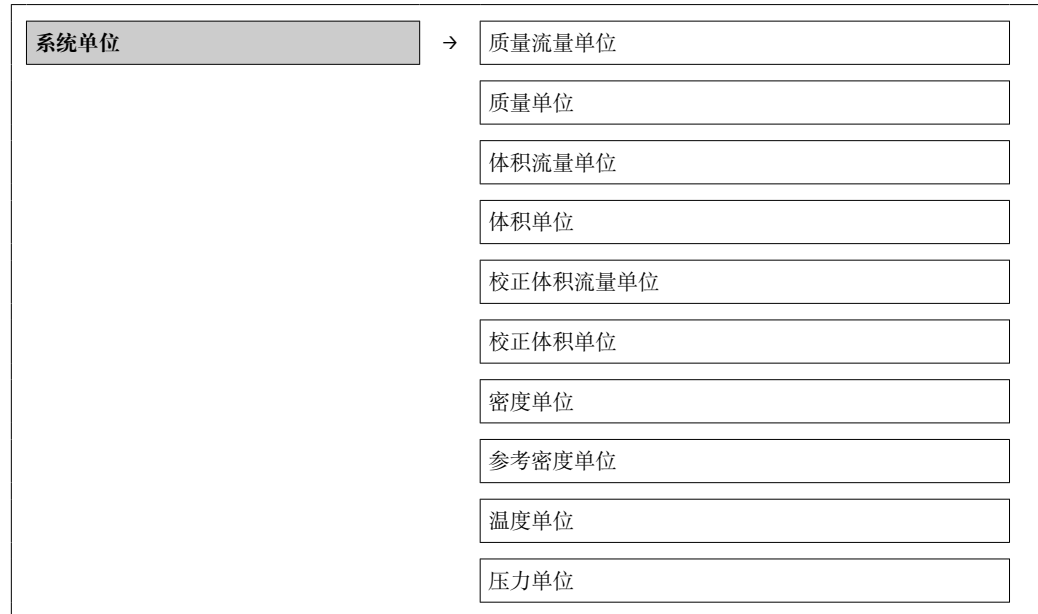 系统单位 → 质量流量单位
质量单位
体积流量单位
体积单位
校正体积流量单位
校正体积单位
密度单位
参考密度单位
温度单位
压力单位